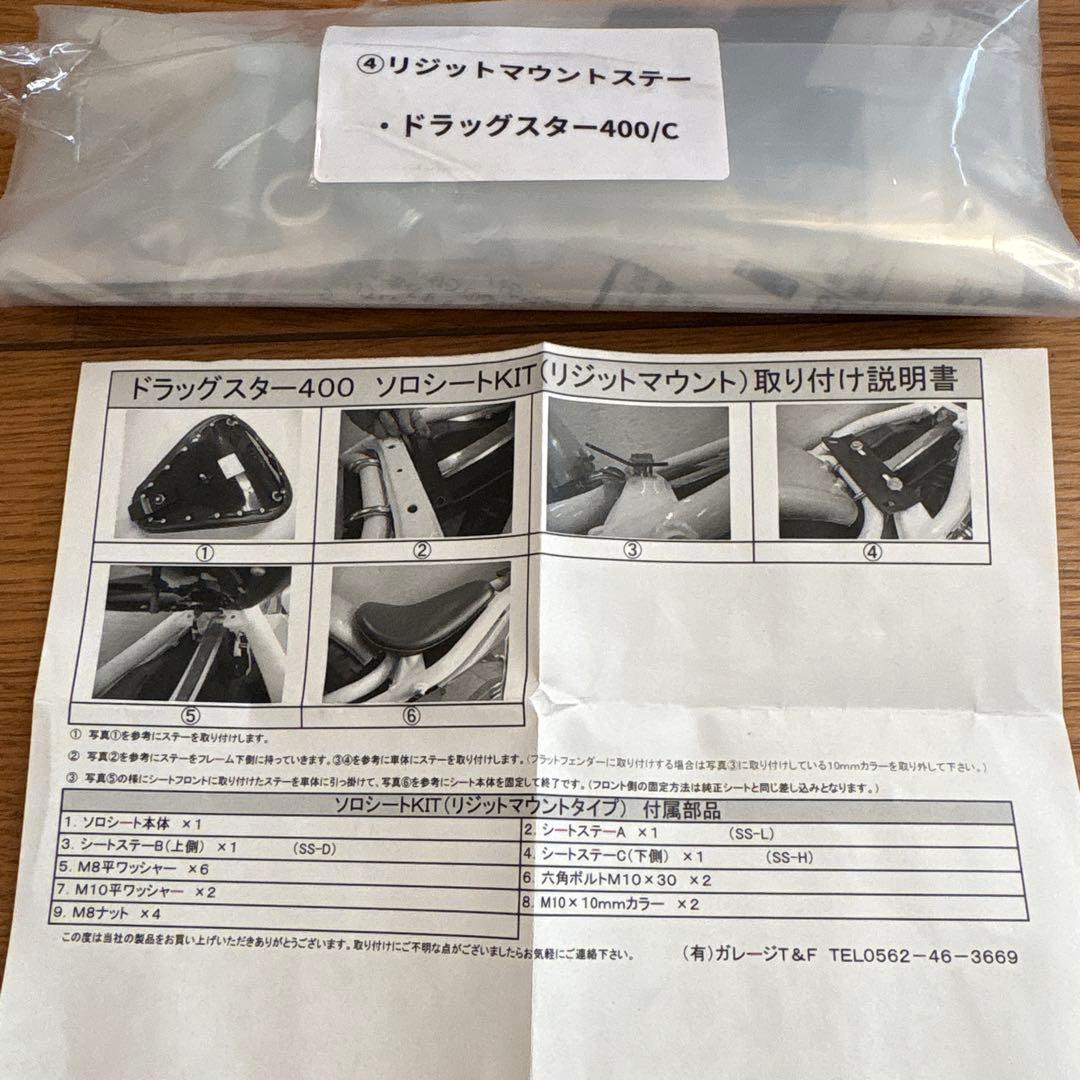 ④リジットマウントステー
・ドラッグスター400/C
ドラッグスター400 ソロシートKIT(リジットマウント)取り付け説明書
① ② ③ ④
⑤ ⑥
① 写真①を参考にステーを取り付けします。
② 写真②を参考にステーをフレーム下側に持っていきます。③④を参考に車体にステーを取り付けします。(フラットフェンダーに取り付けする場合は写真③に取り付けしている10mmカラーを取り外して下さい。)
③ 写真⑤の様にシートフロントに取り付けたステーを車体に引っ掛けて、写真⑥を参考にシート本体を固定して終了です。(フロント側の固定方法は純正シートと同じ差し込みとなります。)
ソロシートKIT(リジットマウントタイプ) 付属部品
1. ソロシート本体 ×1
2. シートステーA ×1 (SS-L)
3. シートステーB(上側) ×1 (SS-D)
4. シートステーC(下側) ×1 (SS-H)
5. M8平ワッシャー ×6
6. 六角ボルトM10×30 ×2
7. M10平ワッシャー ×2
8. M10×10mmカラー ×2
9. M8ナット ×4
この度は当社の製品をお買い上げいただきありがとうございます。取り付けにご不明な点がございましたらお気軽にご連絡下さい。 (有)ガレージT&F TEL0562-46-3669